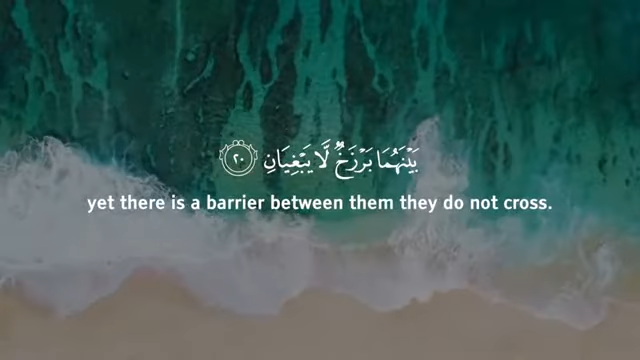 بَيْنَهُمَا بَرْزَخٌ لَّا يَبْغِيَانِ ٢٠
yet there is a barrier between them they do not cross.